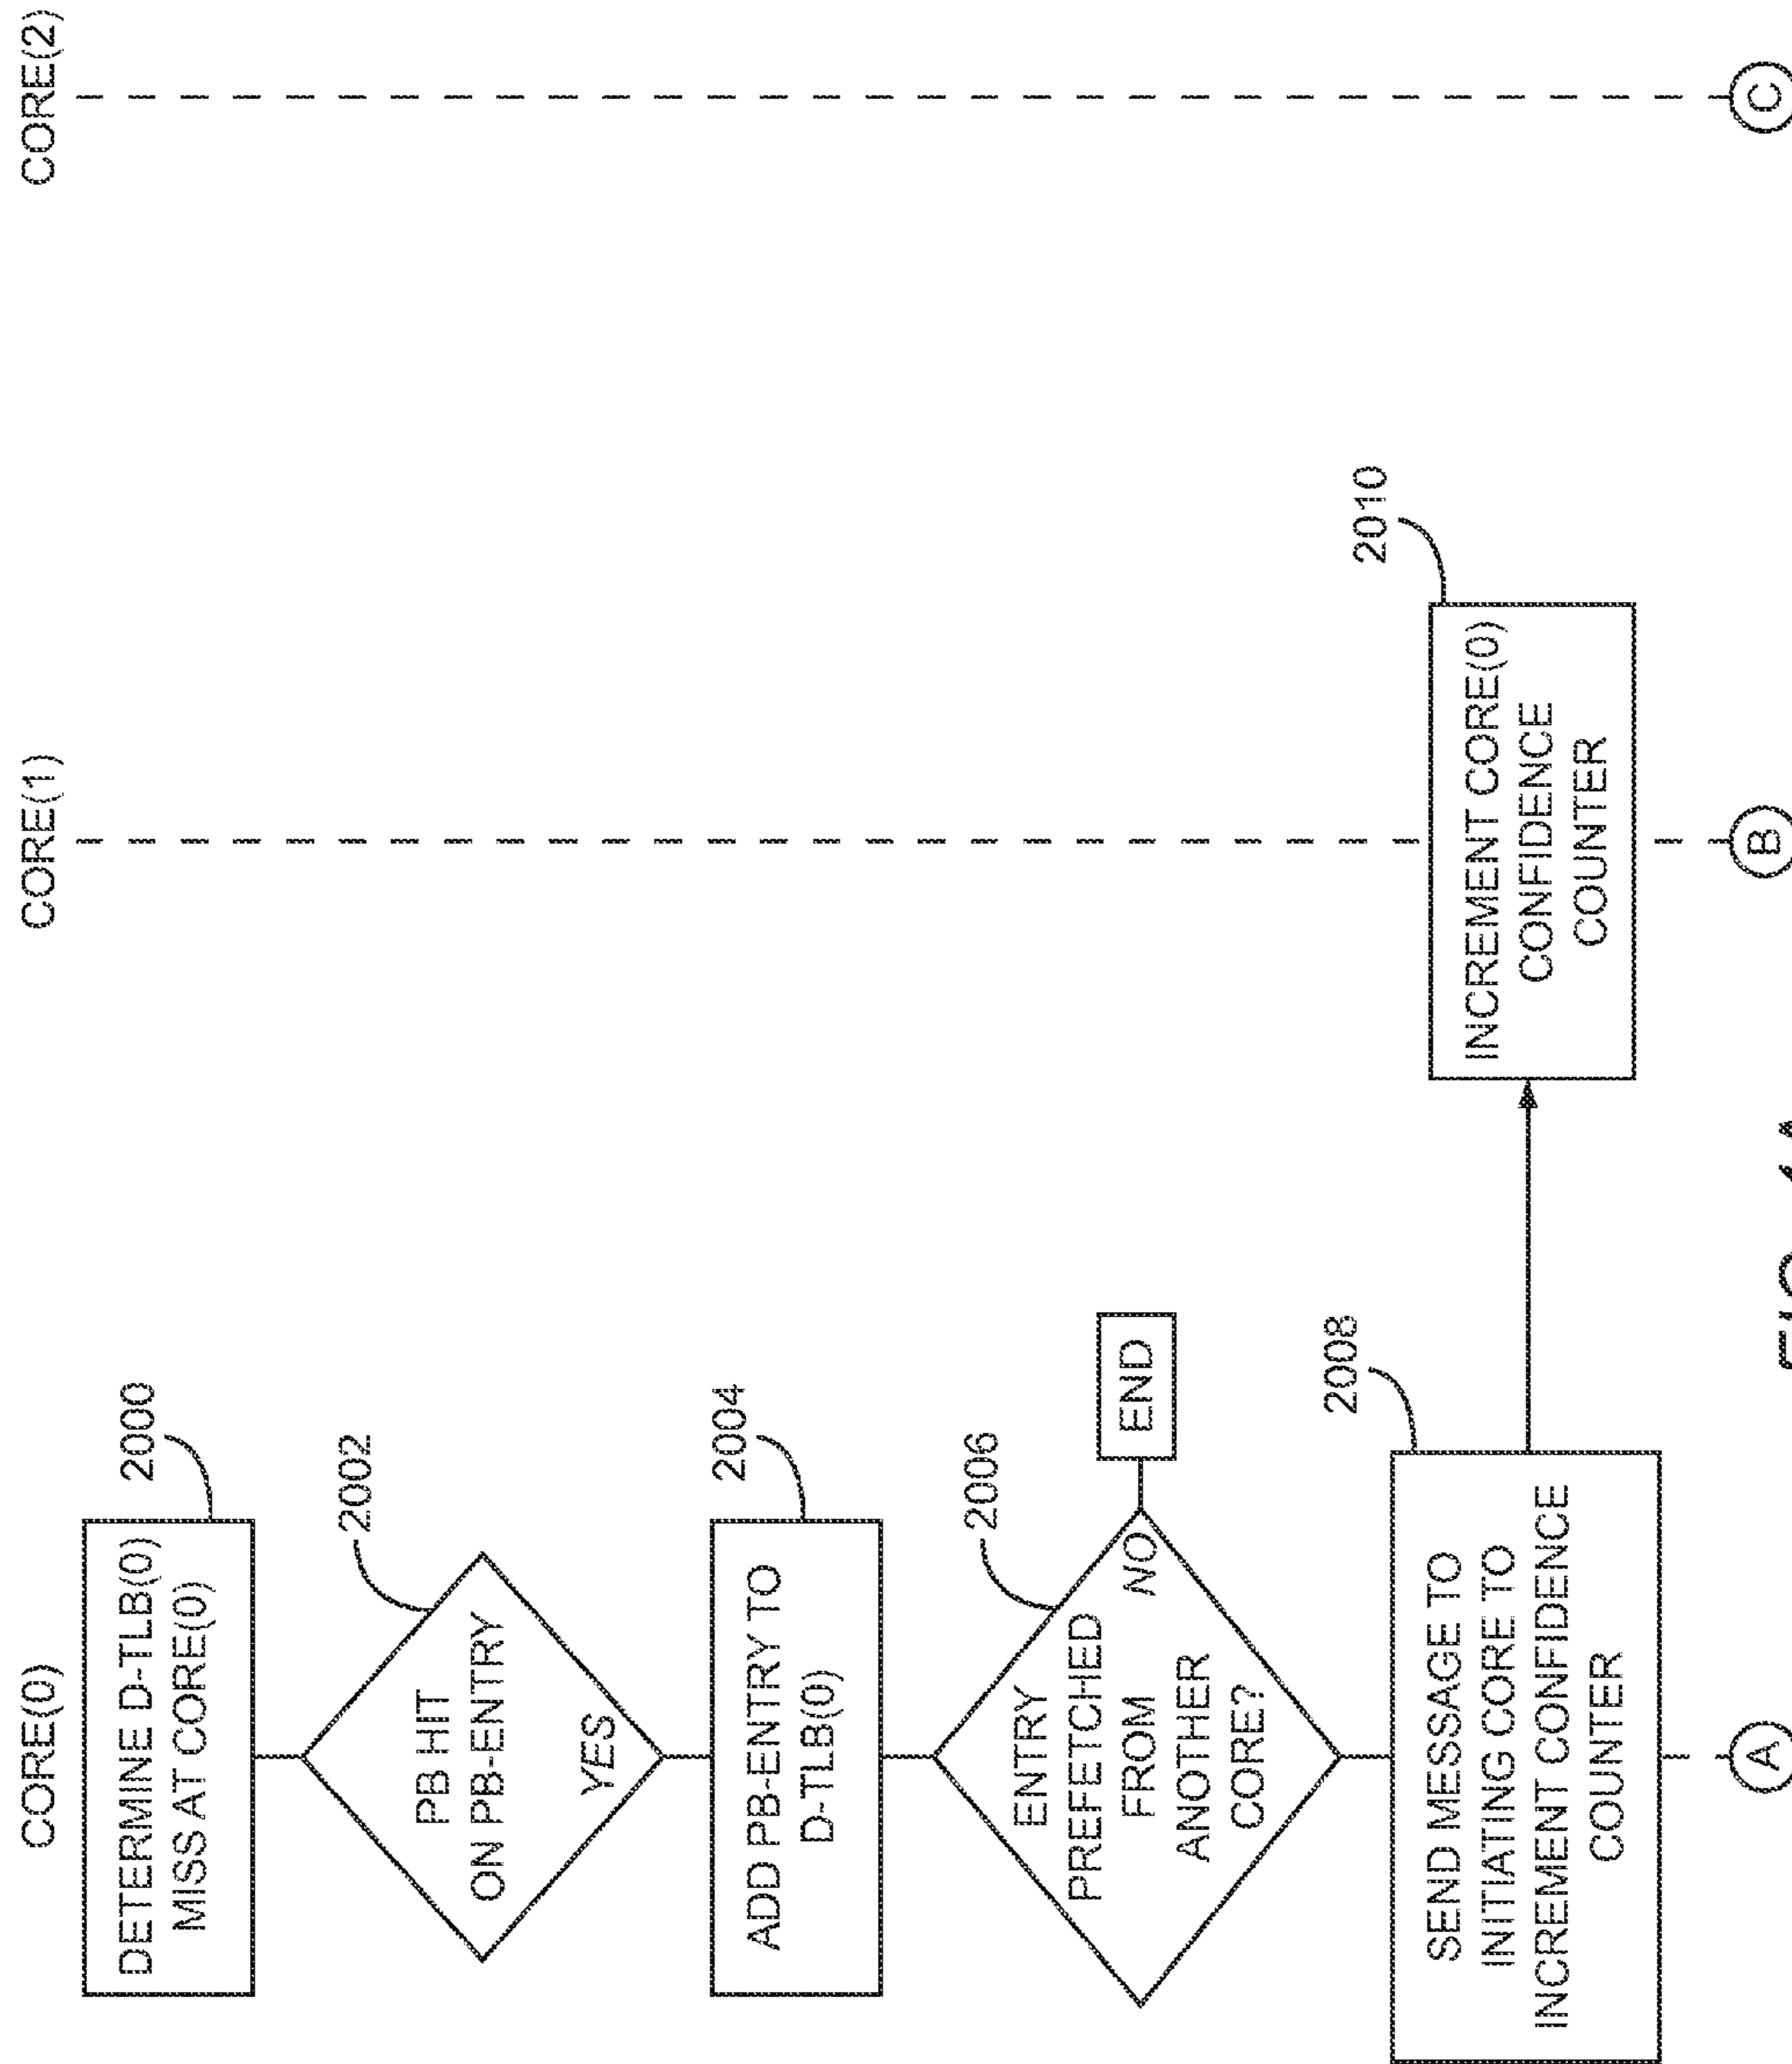 CORE(0)
CORE(1)
CORE(2)
DETERMINE D-TLB(0)
MISS AT CORE(0)
2000
PB HIT
ON PB-ENTRY
YES
2002
ADD PB-ENTRY TO
D-TLB(0)
2004
ENTRY
PREFETCHED
FROM
ANOTHER
CORE?
NO
2006
END
SEND MESSAGE TO
INITIATING CORE TO
INCREMENT CONFIDENCE
COUNTER
2008
INCREMENT CORE(0)
CONFIDENCE
COUNTER
2010
A
B
C